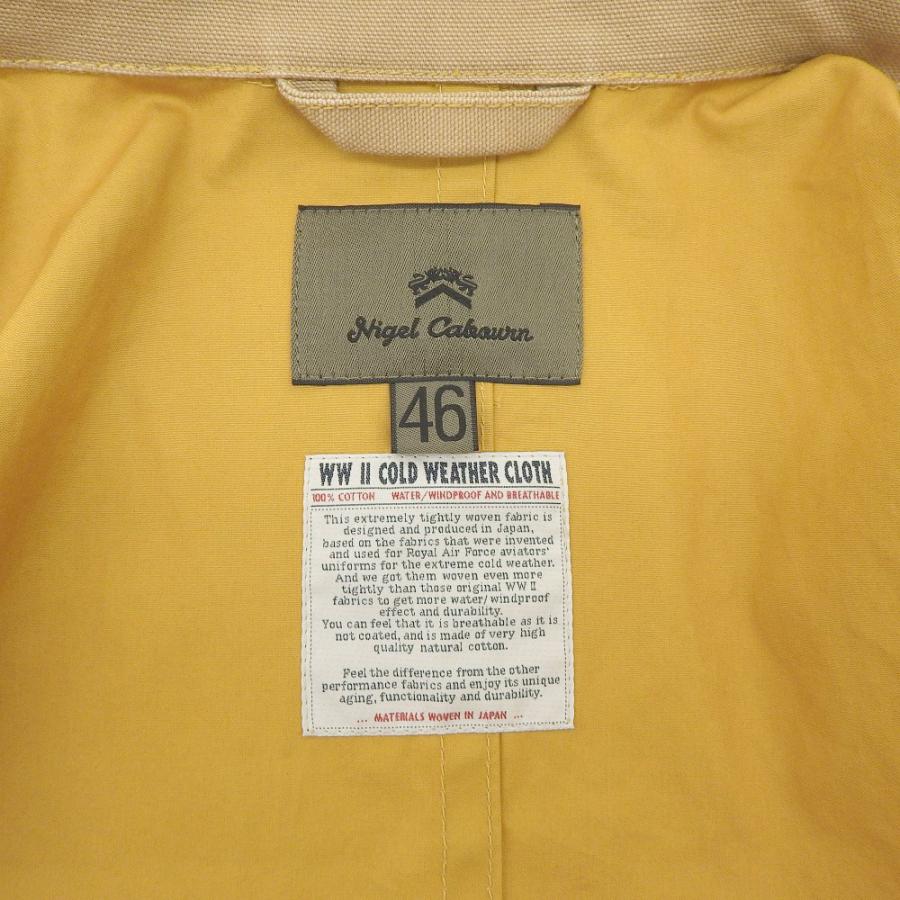 Nigel Cabourn
46
WW II COLD WEATHER CLOTH
100% COTTON WATER/WINDPROOF AND BREATHABLE
This extremely tightly woven fabric is
designed and produced in Japan,
based on the fabrics that were invented
and used for Royal Air Force aviators'
uniforms for the extreme cold weather.
And we got them woven even more
tightly than those original WW II
fabrics to get more water/windproof
effect and durability.
You can feel that it is breathable as it is
not coated, and is made of very high
quality natural cotton.
Feel the difference from the other
performance fabrics and enjoy its unique
aging, functionality and durability.
... MATERIALS WOVEN IN JAPAN ...